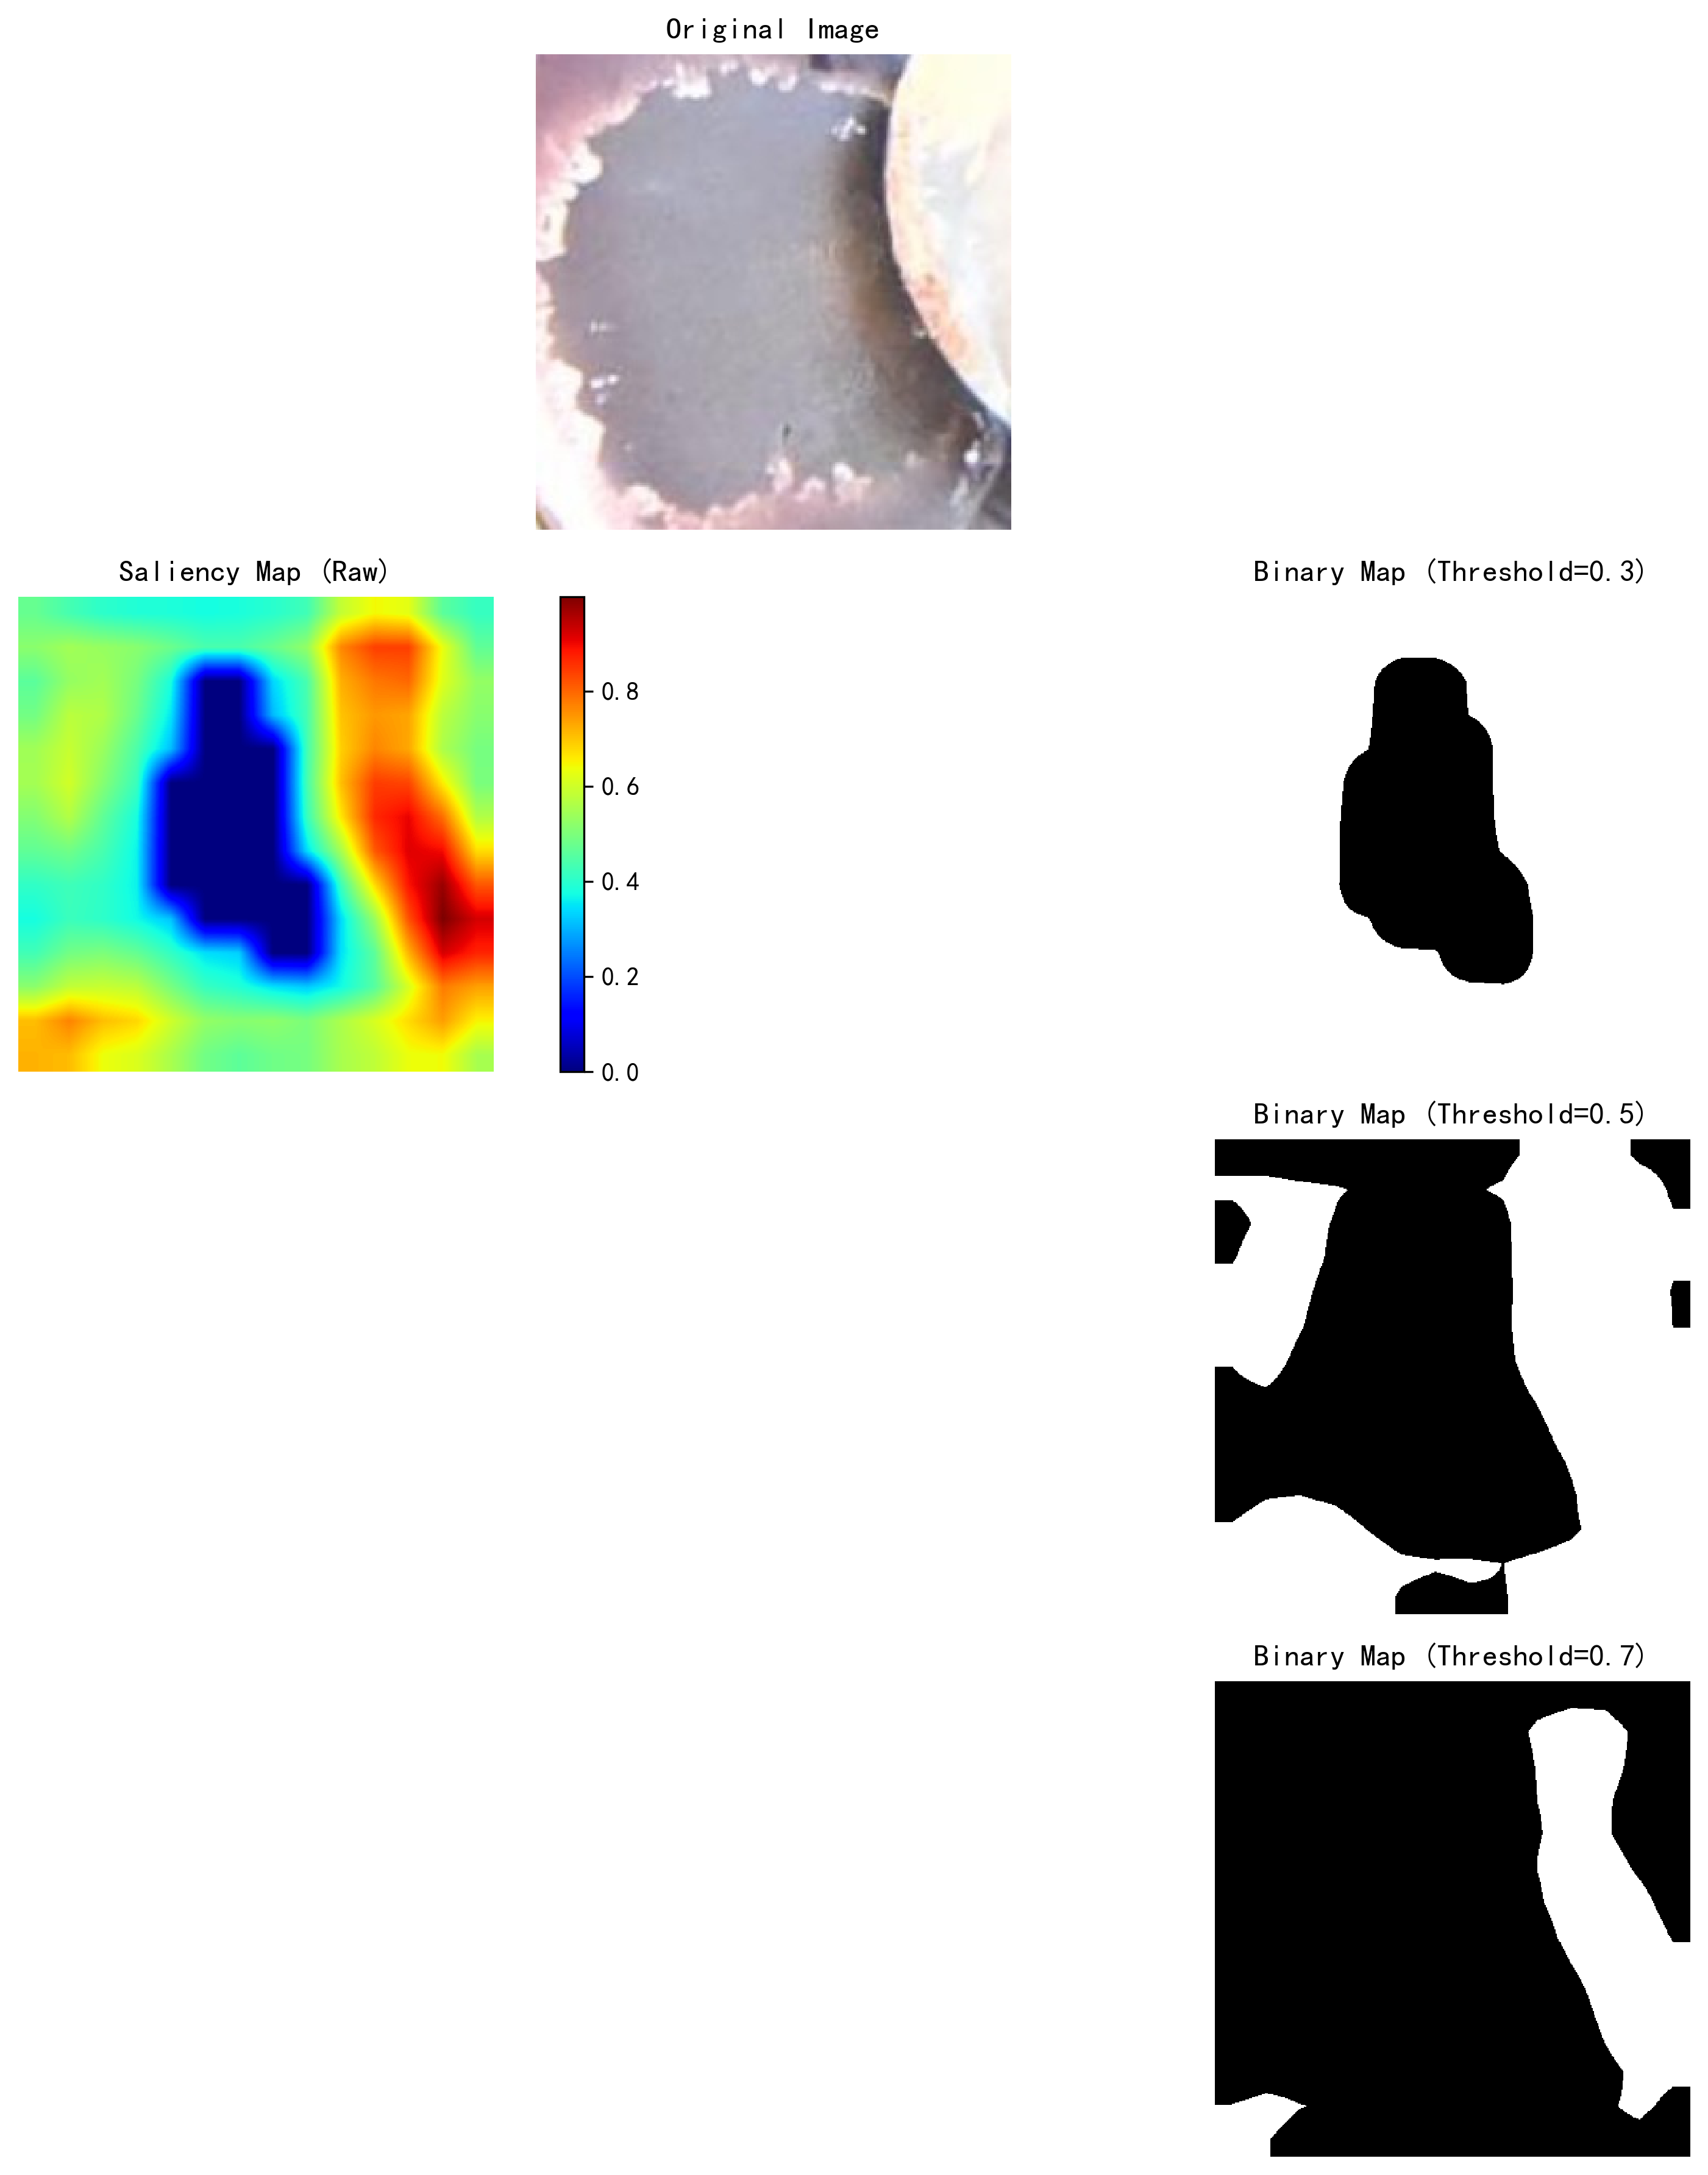 Original Image
Saliency Map (Raw)
Binary Map (Threshold=0.3)
0.8
0.6
0.4
0.2
0.0
Binary Map (Threshold=0.5)
Binary Map (Threshold=0.7)